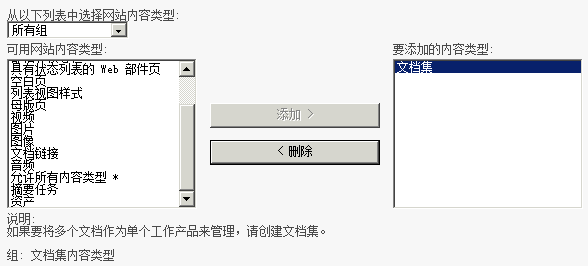 从以下列表中选择网站内容类型:
所有组
可用网站内容类型:
要添加的内容类型:
具有状态列表的 Web 部件页
空白页
列表视图样式
母版页
视频
图片
图像
文档链接
音频
允许所有内容类型 *
摘要任务
资产
添加 >
< 删除
文档集
说明:
如果要将多个文档作为单个工作产品来管理，请创建文档集。
组: 文档集内容类型